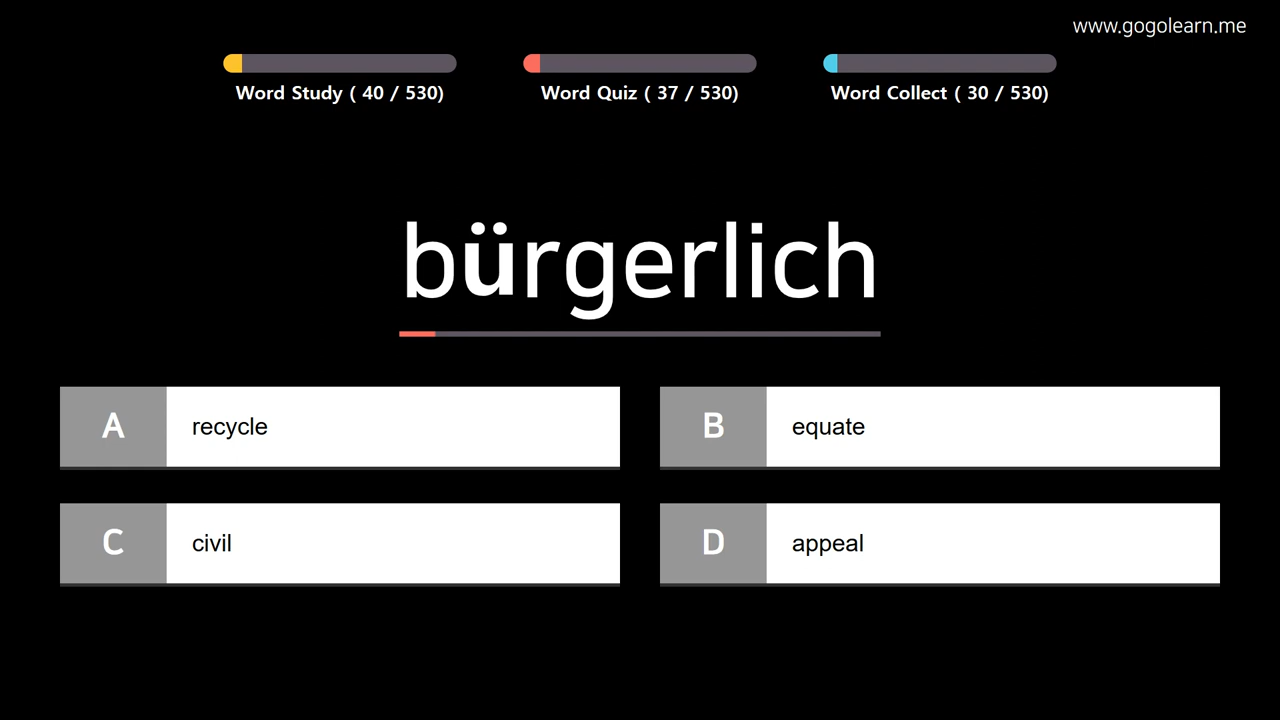 www.gogolearn.me
Word Study ( 40 / 530)
Word Quiz ( 37 / 530)
Word Collect ( 30 / 530)
bürgerlich
A recycle
B equate
C civil
D appeal